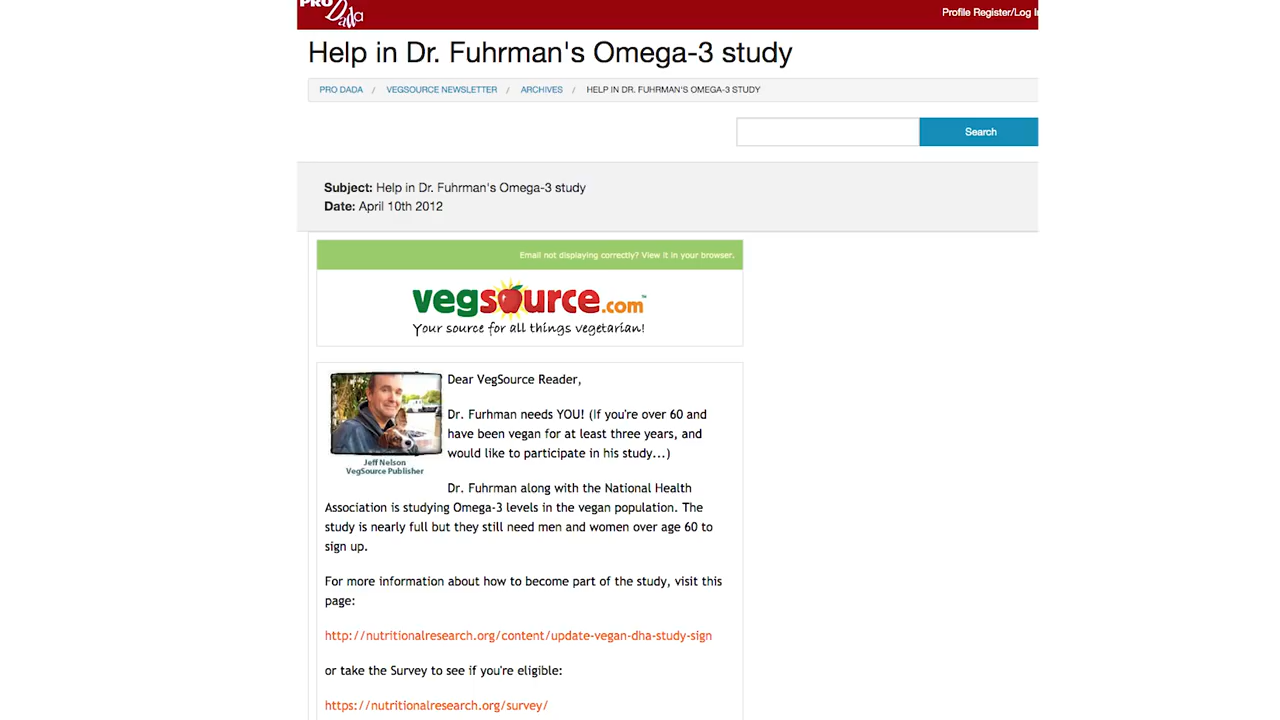 PRO
Dada
Profile Register/Log In
Help in Dr. Fuhrman's Omega-3 study
PRO DADA / VEGSOURCE NEWSLETTER / ARCHIVES / HELP IN DR. FUHRMAN'S OMEGA-3 STUDY
Search
Subject: Help in Dr. Fuhrman's Omega-3 study
Date: April 10th 2012
Email not displaying correctly? View it in your browser.
vegsource.com™
Your source for all things vegetarian!
Dear VegSource Reader,
Dr. Furhman needs YOU! (If you're over 60 and
have been vegan for at least three years, and
would like to participate in his study...)
Jeff Nelson
VegSource Publisher
Dr. Fuhrman along with the National Health
Association is studying Omega-3 levels in the vegan population. The
study is nearly full but they still need men and women over age 60 to
sign up.
For more information about how to become part of the study, visit this
page:
http://nutritionalresearch.org/content/update-vegan-dha-study-sign
or take the Survey to see if you're eligible:
https://nutritionalresearch.org/survey/